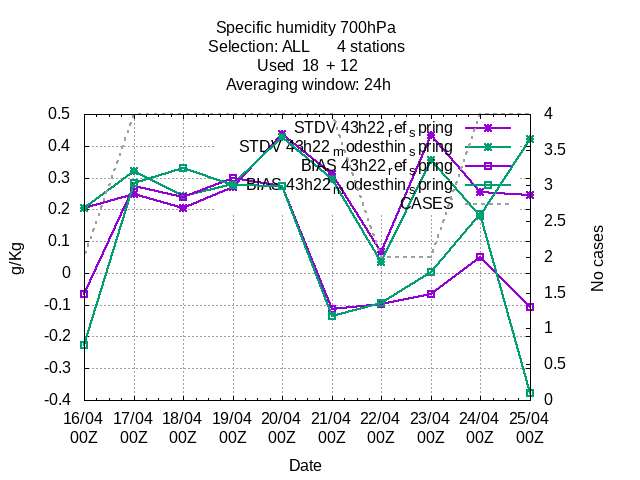 Specific humidity 700hPa
Selection: ALL 4 stations
Used 18 + 12
Averaging window: 24h
STDV 43h22_ref_spring
STDV 43h22_modesthin_spring
BIAS 43h22_ref_spring
BIAS 43h22_modesthin_spring
CASES
0.5
0.4
0.3
0.2
0.1
0
-0.1
-0.2
-0.3
-0.4
g/Kg
4
3.5
3
2.5
2
1.5
1
0.5
0
No cases
16/04 17/04 18/04 19/04 20/04 21/04 22/04 23/04 24/04 25/04
00Z 00Z 00Z 00Z 00Z 00Z 00Z 00Z 00Z 00Z
Date